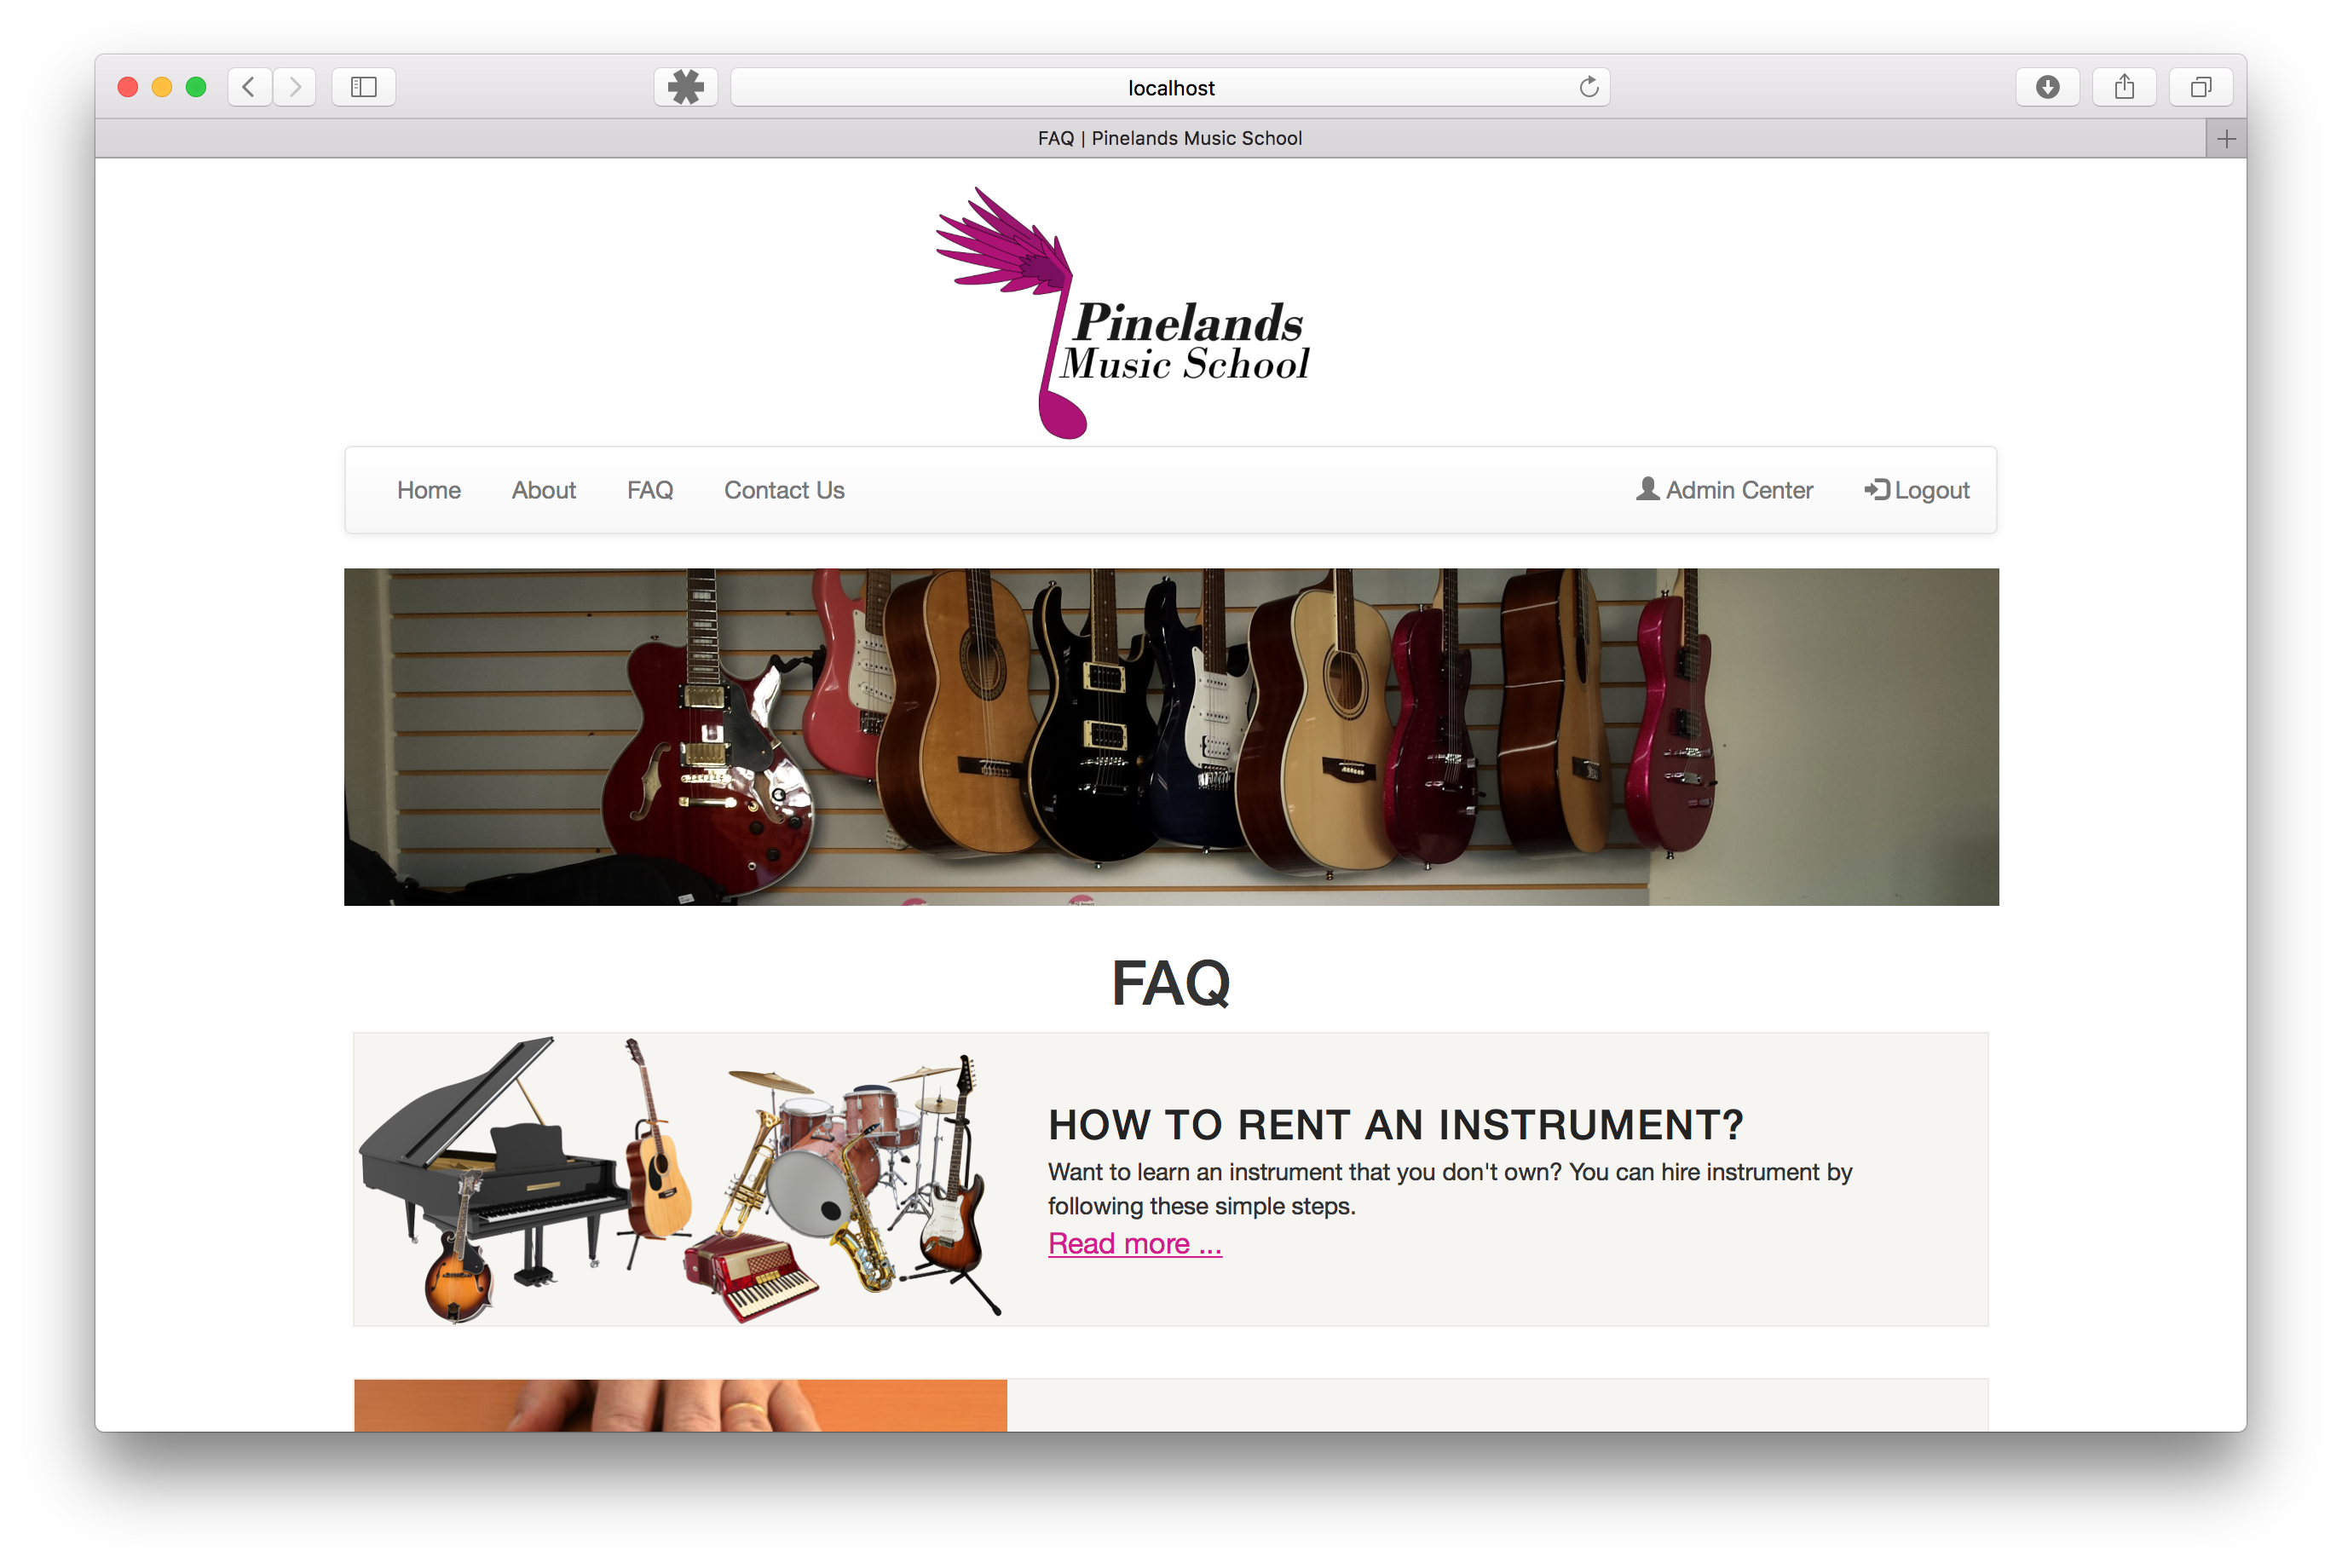 localhost
FAQ | Pinelands Music School
Pinelands
Music School
Home About FAQ Contact Us Admin Center Logout
FAQ
HOW TO RENT AN INSTRUMENT?
Want to learn an instrument that you don't own? You can hire instrument by
following these simple steps.
Read more ...